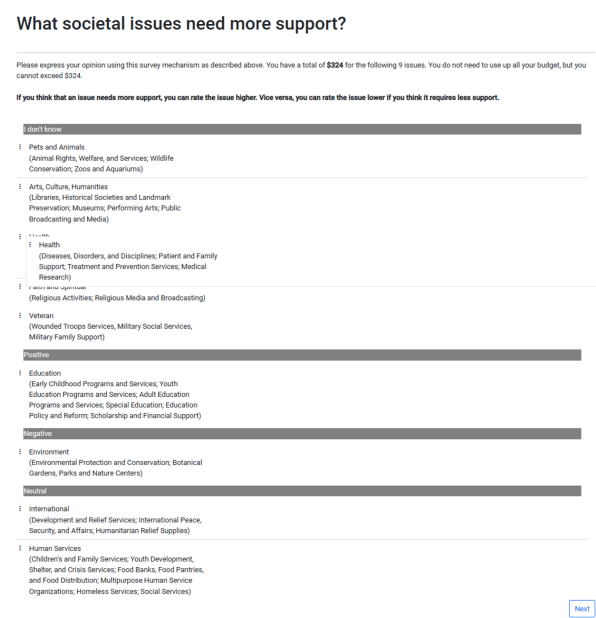 What societal issues need more support?
Please express your opinion using this survey mechanism as described above. You have a total of $324 for the following 9 issues. You do not need to use up all your budget, but you
cannot exceed $324.
If you think that an issue needs more support, you can rate the issue higher. Vice versa, you can rate the issue lower if you think it requires less support.
I don't know
Pets and Animals
(Animal Rights, Welfare, and Services; Wildlife
Conservation; Zoos and Aquariums)
Arts, Culture, Humanities
(Libraries, Historical Societies and Landmark
Preservation; Museums; Performing Arts; Public
Broadcasting and Media)
Health
Health
(Diseases, Disorders, and Disciplines; Patient and Family
Support; Treatment and Prevention Services; Medical
Research)
Faith and Spiritual
(Religious Activities; Religious Media and Broadcasting)
Veteran
(Wounded Troops Services, Military Social Services,
Military Family Support)
Positive
Education
(Early Childhood Programs and Services; Youth
Education Programs and Services; Adult Education
Programs and Services; Special Education; Education
Policy and Reform; Scholarship and Financial Support)
Negative
Environment
(Environmental Protection and Conservation; Botanical
Gardens, Parks and Nature Centers)
Neutral
International
(Development and Relief Services; International Peace,
Security, and Affairs; Humanitarian Relief Supplies)
Human Services
(Children's and Family Services; Youth Development,
Shelter, and Crisis Services; Food Banks, Food Pantries,
and Food Distribution; Multipurpose Human Service
Organizations; Homeless Services; Social Services)
Next